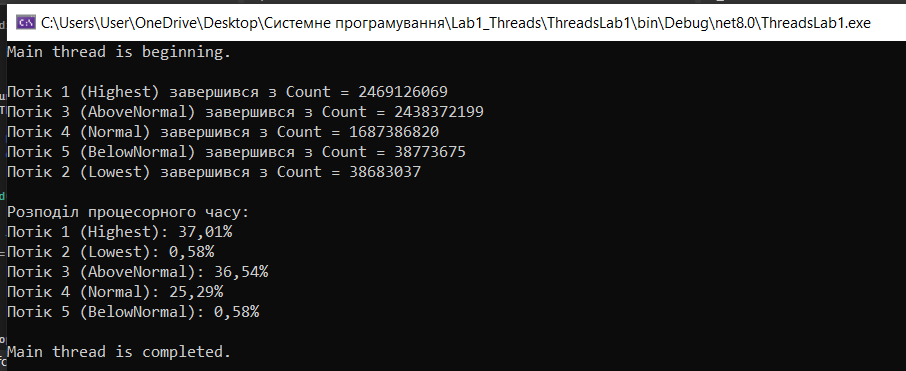 C:\Users\User\OneDrive\Desktop\Системне програмування\Lab1_Threads\ThreadsLab1\bin\Debug\net8.0\ThreadsLab1.exe
Main thread is beginning.
Потік 1 (Highest) завершився з Count = 2469126069
Потік 3 (AboveNormal) завершився з Count = 2438372199
Потік 4 (Normal) завершився з Count = 1687386820
Потік 5 (BelowNormal) завершився з Count = 38773675
Потік 2 (Lowest) завершився з Count = 38683037
Розподіл процесорного часу:
Потік 1 (Highest): 37,01%
Потік 2 (Lowest): 0,58%
Потік 3 (AboveNormal): 36,54%
Потік 4 (Normal): 25,29%
Потік 5 (BelowNormal): 0,58%
Main thread is completed.